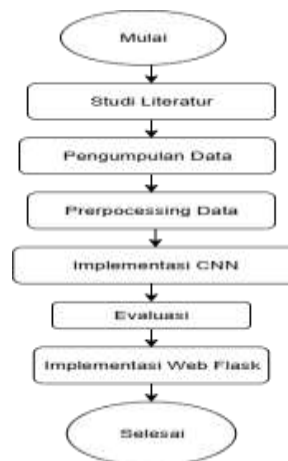 Mulai
Studi Literatur
Pengumpulan Data
Prerpocessing Data
Implementasi CNN
Evaluasi
Implementasi Web Flask
Selesai